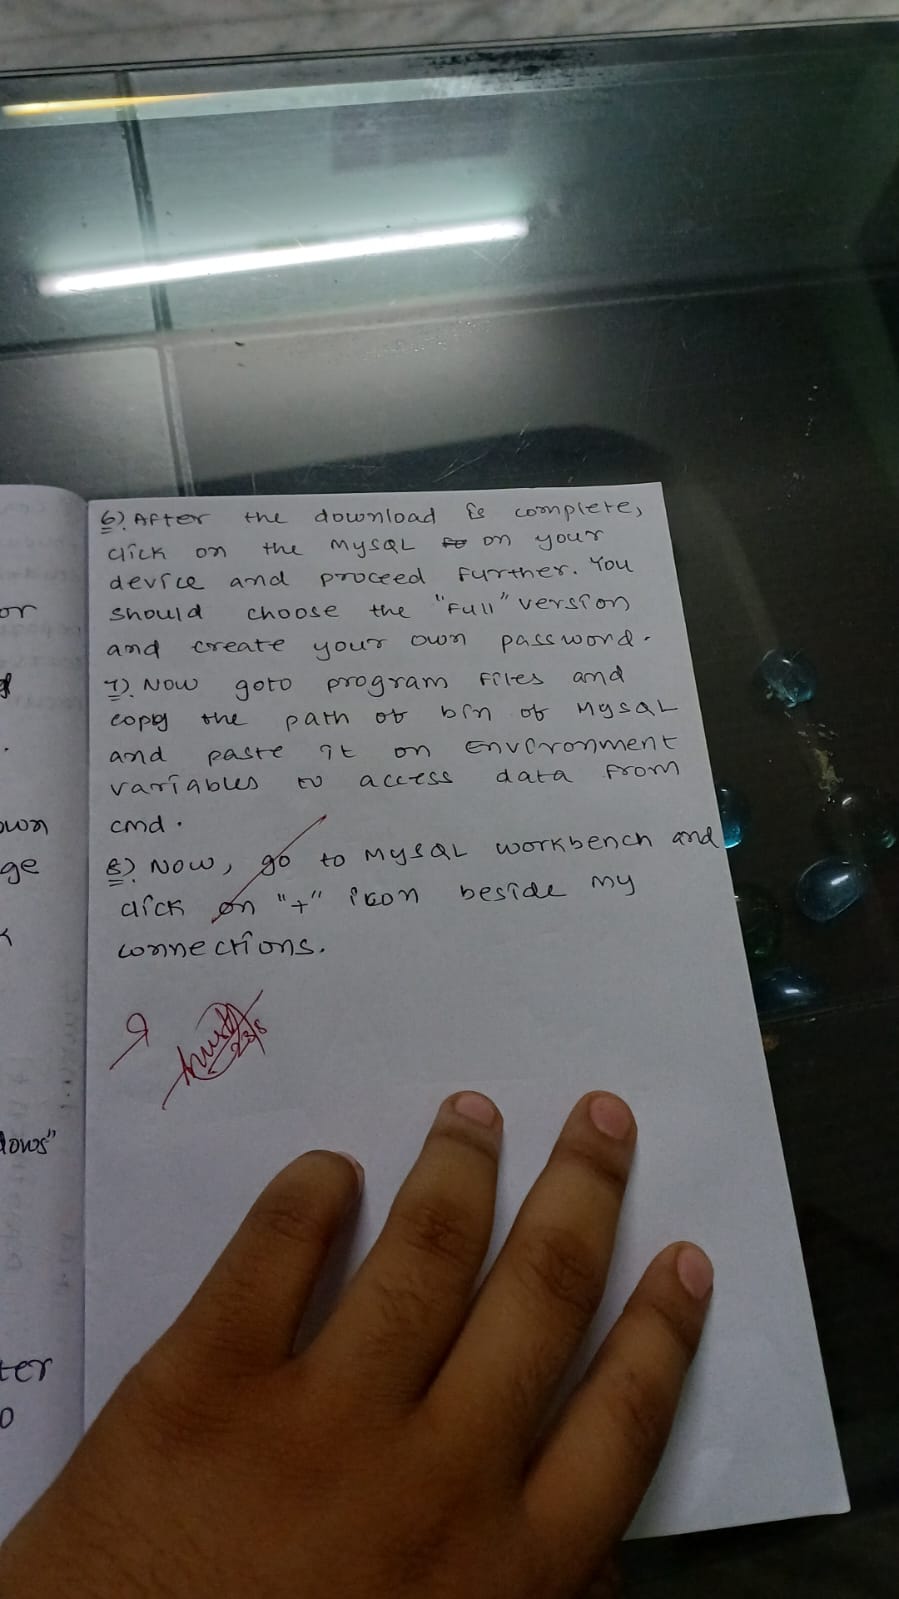 6). After the download is complete,
click on the MySQL on your
device and proceed further. You
should choose the "Full" version
and create your own password.
7). Now goto program files and
copy the path of bin of MySQL
and paste it on Environment
variables to access data from
cmd.
8). Now, go to MySQL workbench and
click on "+" icon beside my
connections.
9
23/8
or
own
ge
dows"
ter